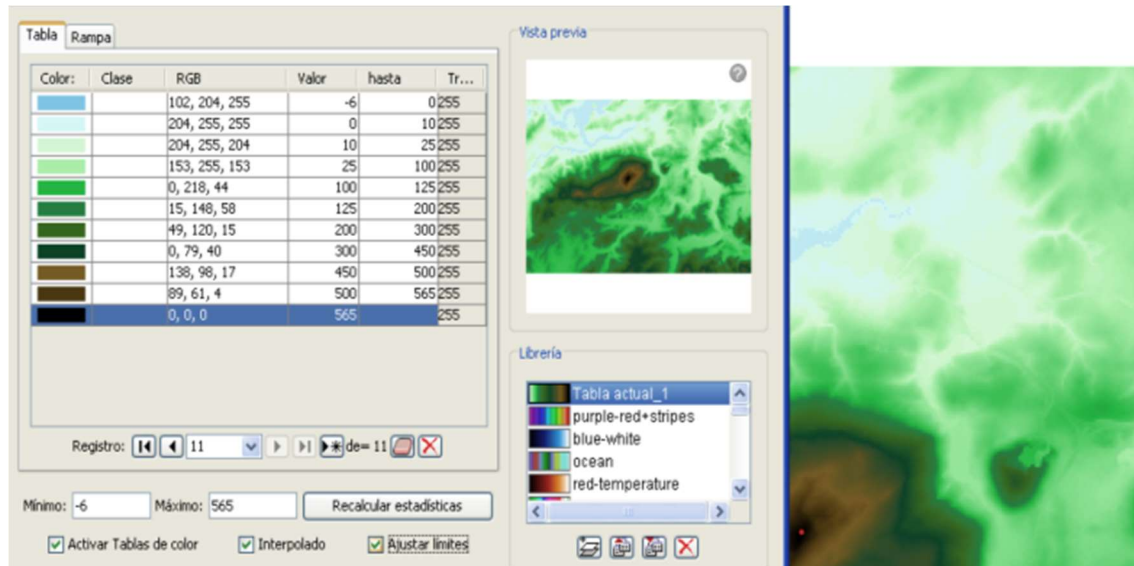 Tabla Rampa
Color: Clase RGB Valor hasta Tr...
102, 204, 255 -6 0 255
204, 255, 255 0 10 255
204, 255, 204 10 25 255
153, 255, 153 25 100 255
0, 218, 44 100 125 255
15, 148, 58 125 200 255
49, 120, 15 200 300 255
0, 79, 40 300 450 255
138, 98, 17 450 500 255
89, 61, 4 500 565 255
0, 0, 0 565 255
Registro: 11 de= 11
Mínimo: -6 Máximo: 565 Recalcular estadísticas
Activar Tablas de color Interpolado Ajustar límites
Vista previa
?
Librería
Tabla actual_1
purple-red+stripes
blue-white
ocean
red-temperature